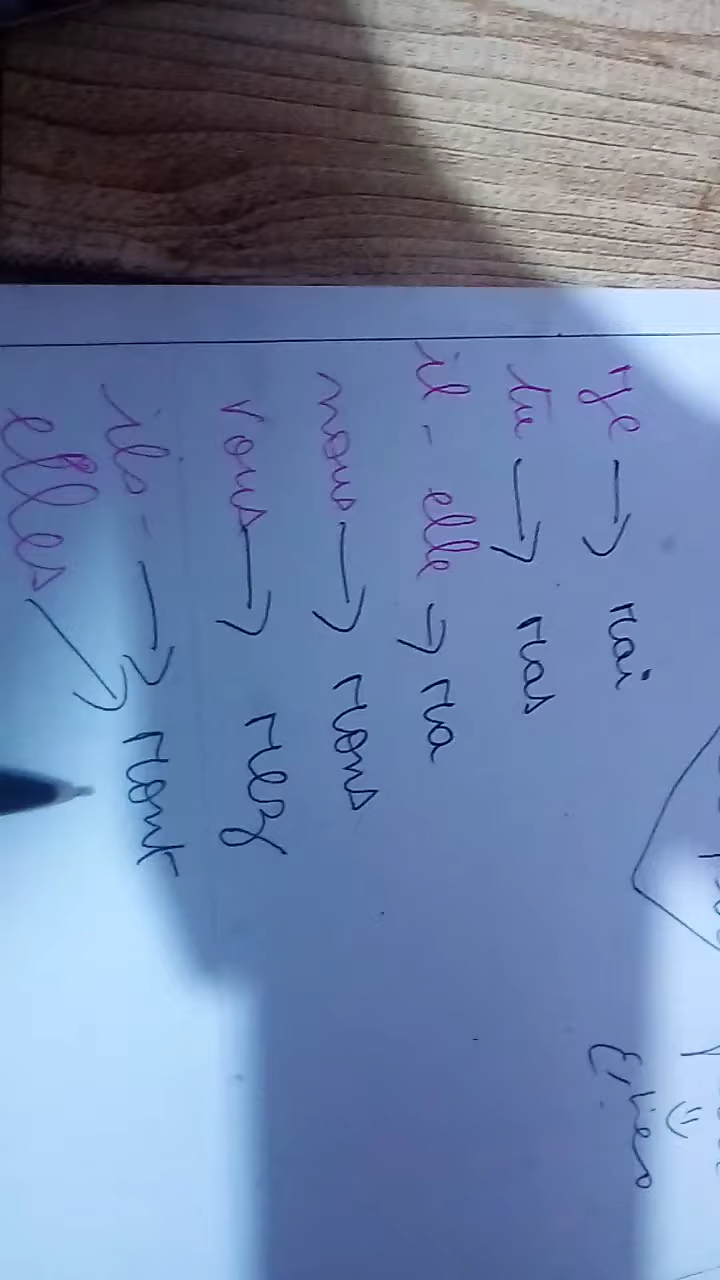 Je → rai
tu → ras
il - elle → ra
nous → rons
vous → rez
ils - → ront
elles →